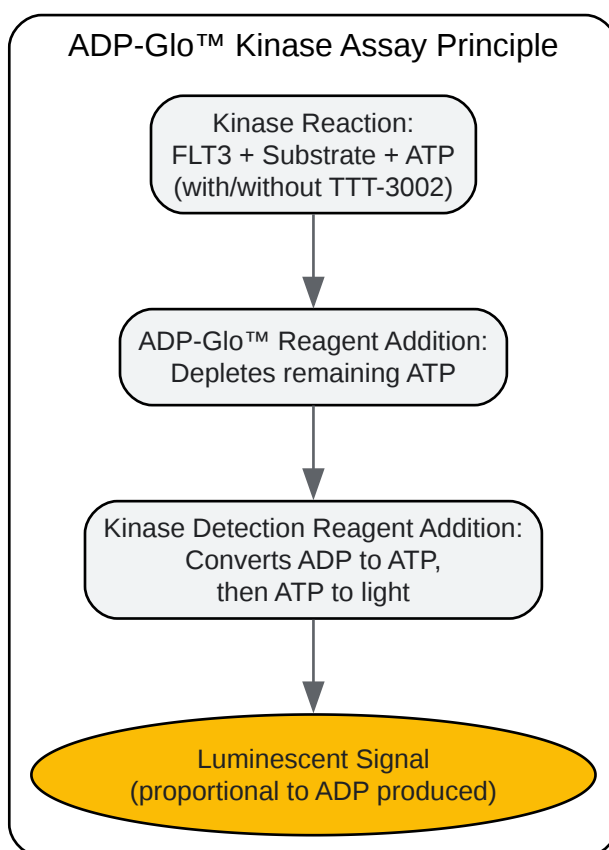 ADP-Glo™ Kinase Assay Principle
Kinase Reaction:
FLT3 + Substrate + ATP
(with/without TTT-3002)
ADP-Glo™ Reagent Addition:
Depletes remaining ATP
Kinase Detection Reagent Addition:
Converts ADP to ATP,
then ATP to light
Luminescent Signal
(proportional to ADP produced)